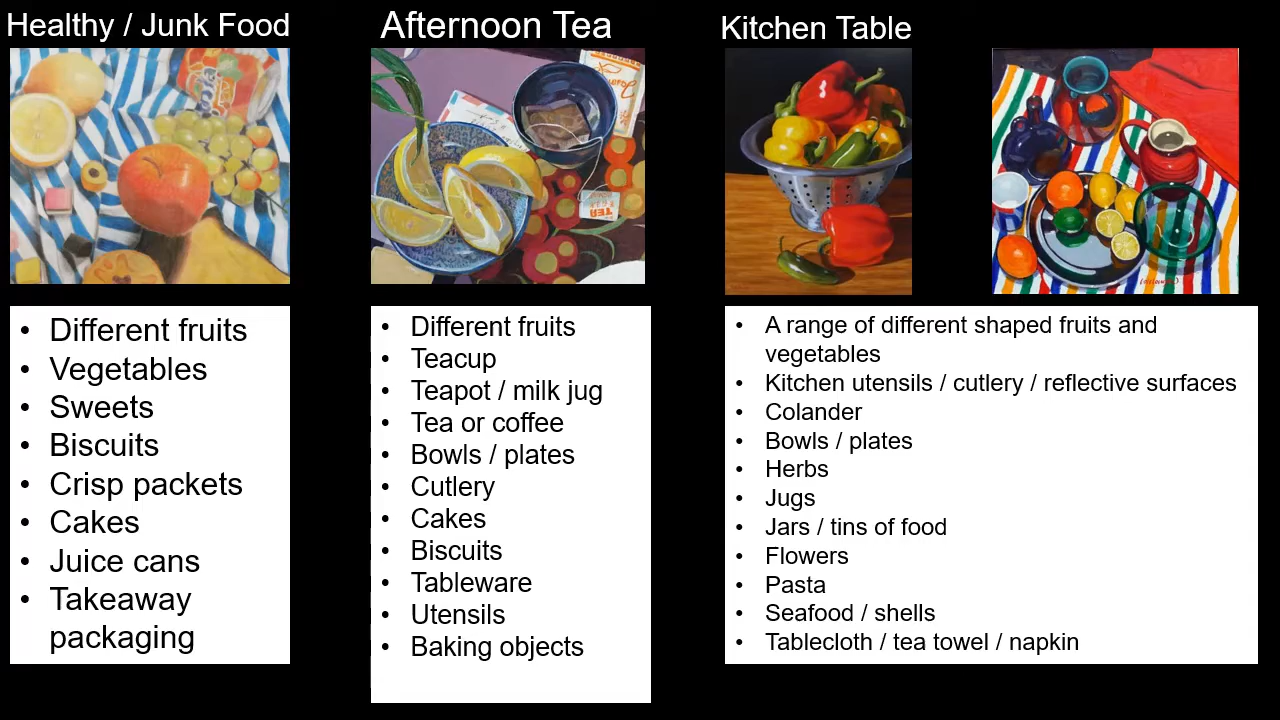 Healthy / Junk Food
• Different fruits
• Vegetables
• Sweets
• Biscuits
• Crisp packets
• Cakes
• Juice cans
• Takeaway
packaging
Afternoon Tea
TEA
• Different fruits
• Teacup
• Teapot / milk jug
• Tea or coffee
• Bowls / plates
• Cutlery
• Cakes
• Biscuits
• Tableware
• Utensils
• Baking objects
Kitchen Table
• A range of different shaped fruits and
vegetables
• Kitchen utensils / cutlery / reflective surfaces
• Colander
• Bowls / plates
• Herbs
• Jugs
• Jars / tins of food
• Flowers
• Pasta
• Seafood / shells
• Tablecloth / tea towel / napkin